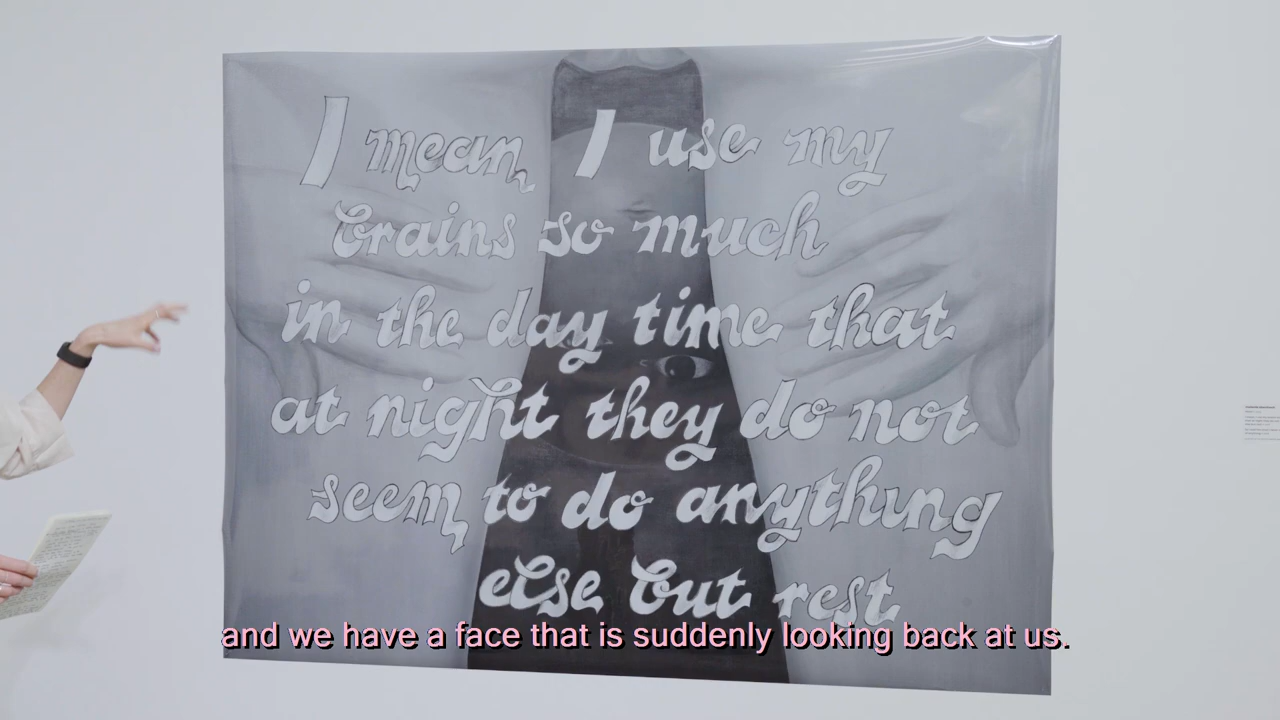 I mean, I use my
brains so much
in the day time that
at night they do not
seem to do anything
else but rest
and we have a face that is suddenly looking back at us.